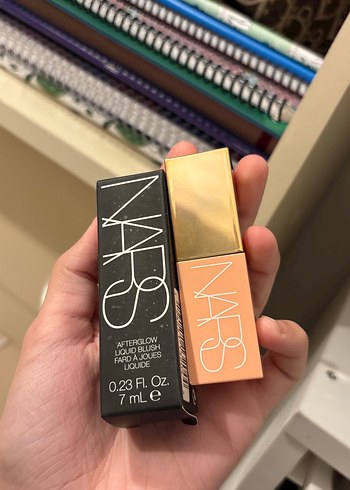 NARS
AFTERGLOW
LIQUID BLUSH
FARD À JOUES
LIQUIDE
0.23 Fl. Oz.
7 mL e
NARS